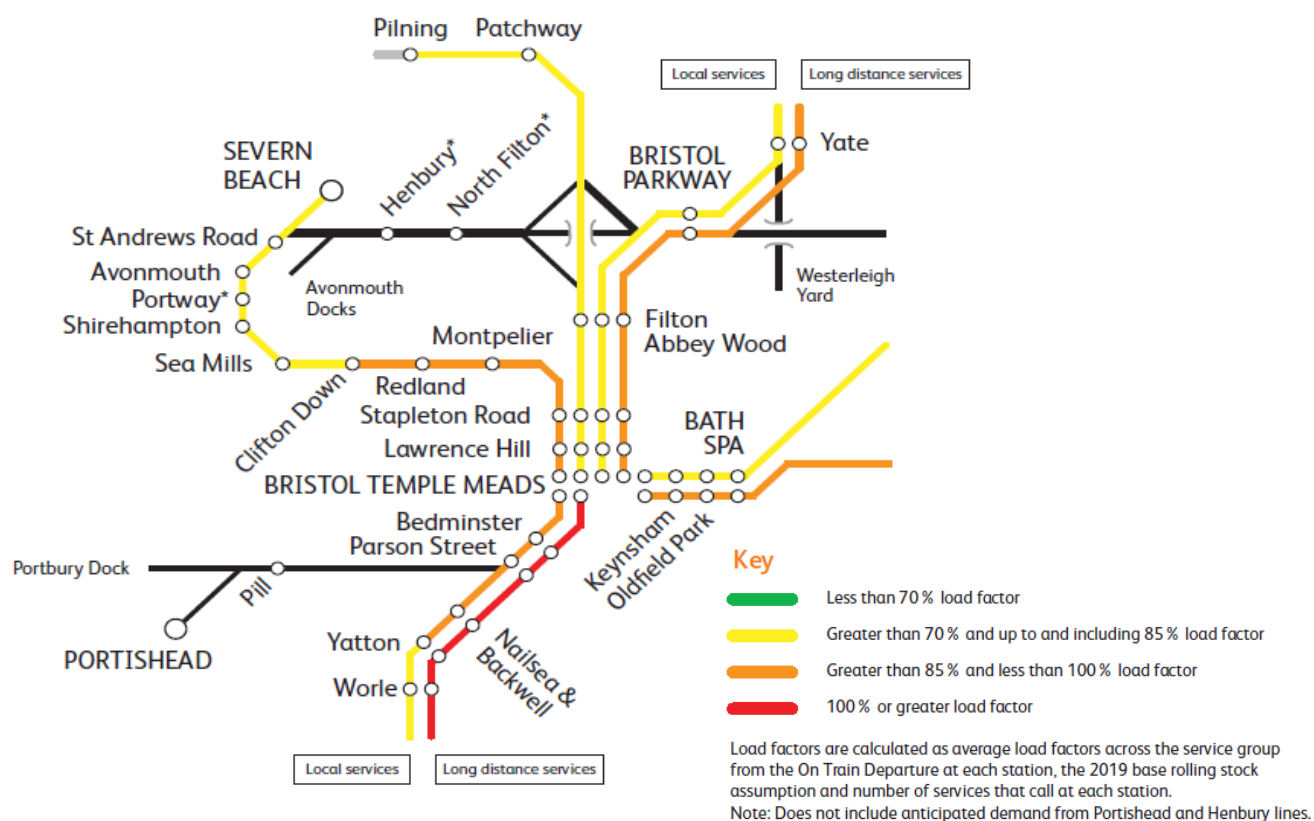 Pilning
Patchway
Local services
Long distance services
Yate
SEVERN
BEACH
Henbury*
North Filton*
BRISTOL
PARKWAY
St Andrews Road
Avonmouth
Portway*
Shirehampton
Avonmouth
Docks
Westerleigh
Yard
Montpelier
Filton
Abbey Wood
Sea Mills
Clifton Down
Redland
Stapleton Road
Lawrence Hill
BATH
SPA
BRISTOL TEMPLE MEADS
Bedminster
Parson Street
Keynsham
Oldfield Park
Portbury Dock
Pill
PORTISHEAD
Yatton
Worle
Nailsea &
Backwell
Local services
Long distance services
Key
Less than 70% load factor
Greater than 70% and up to and including 85% load factor
Greater than 85% and less than 100% load factor
100% or greater load factor
Load factors are calculated as average load factors across the service group
from the On Train Departure at each station, the 2019 base rolling stock
assumption and number of services that call at each station.
Note: Does not include anticipated demand from Portishead and Henbury lines.